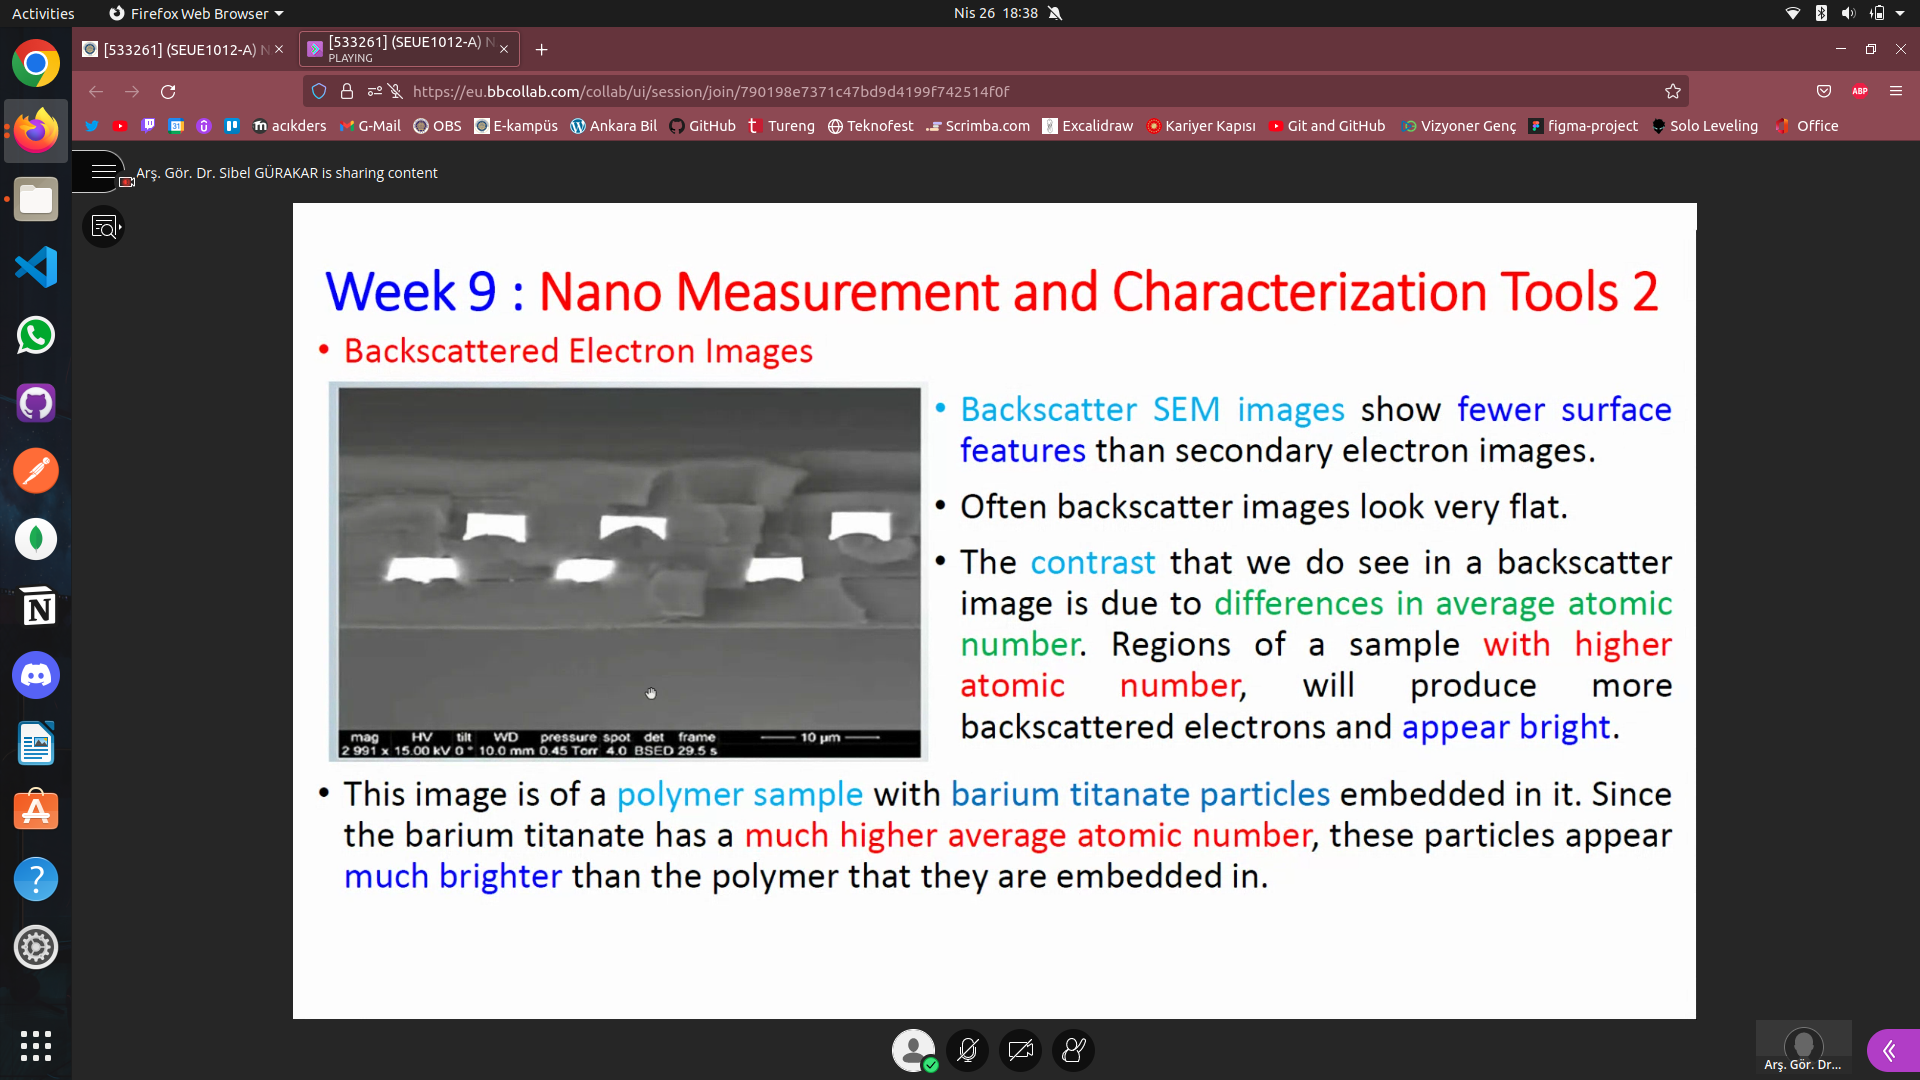 Activities
Firefox Web Browser
Nis 26 18:38
[533261] (SEUE1012-A) N
[533261] (SEUE1012-A) N
PLAYING
https://eu.bbcollab.com/collab/ui/session/join/790198e7371c47bd9d4199f742514f0f
ABP
acıkders
G-Mail
OBS
E-kampüs
Ankara Bil
GitHub
Tureng
Teknofest
Scrimba.com
Excalidraw
Kariyer Kapısı
Git and GitHub
Vizyoner Genç
figma-project
Solo Leveling
Office
Arş. Gör. Dr. Sibel GÜRAKAR is sharing content
Week 9 : Nano Measurement and Characterization Tools 2
• Backscattered Electron Images
• Backscatter SEM images show fewer surface
features than secondary electron images.
• Often backscatter images look very flat.
• The contrast that we do see in a backscatter
image is due to differences in average atomic
number. Regions of a sample with higher
atomic number, will produce more
backscattered electrons and appear bright.
mag HV tilt WD pressure spot det frame
2 991 x 15.00 kV 0° 10.0 mm 0.45 Torr 4.0 BSED 29.5 s
10 µm
• This image is of a polymer sample with barium titanate particles embedded in it. Since
the barium titanate has a much higher average atomic number, these particles appear
much brighter than the polymer that they are embedded in.
Arş. Gör. Dr...